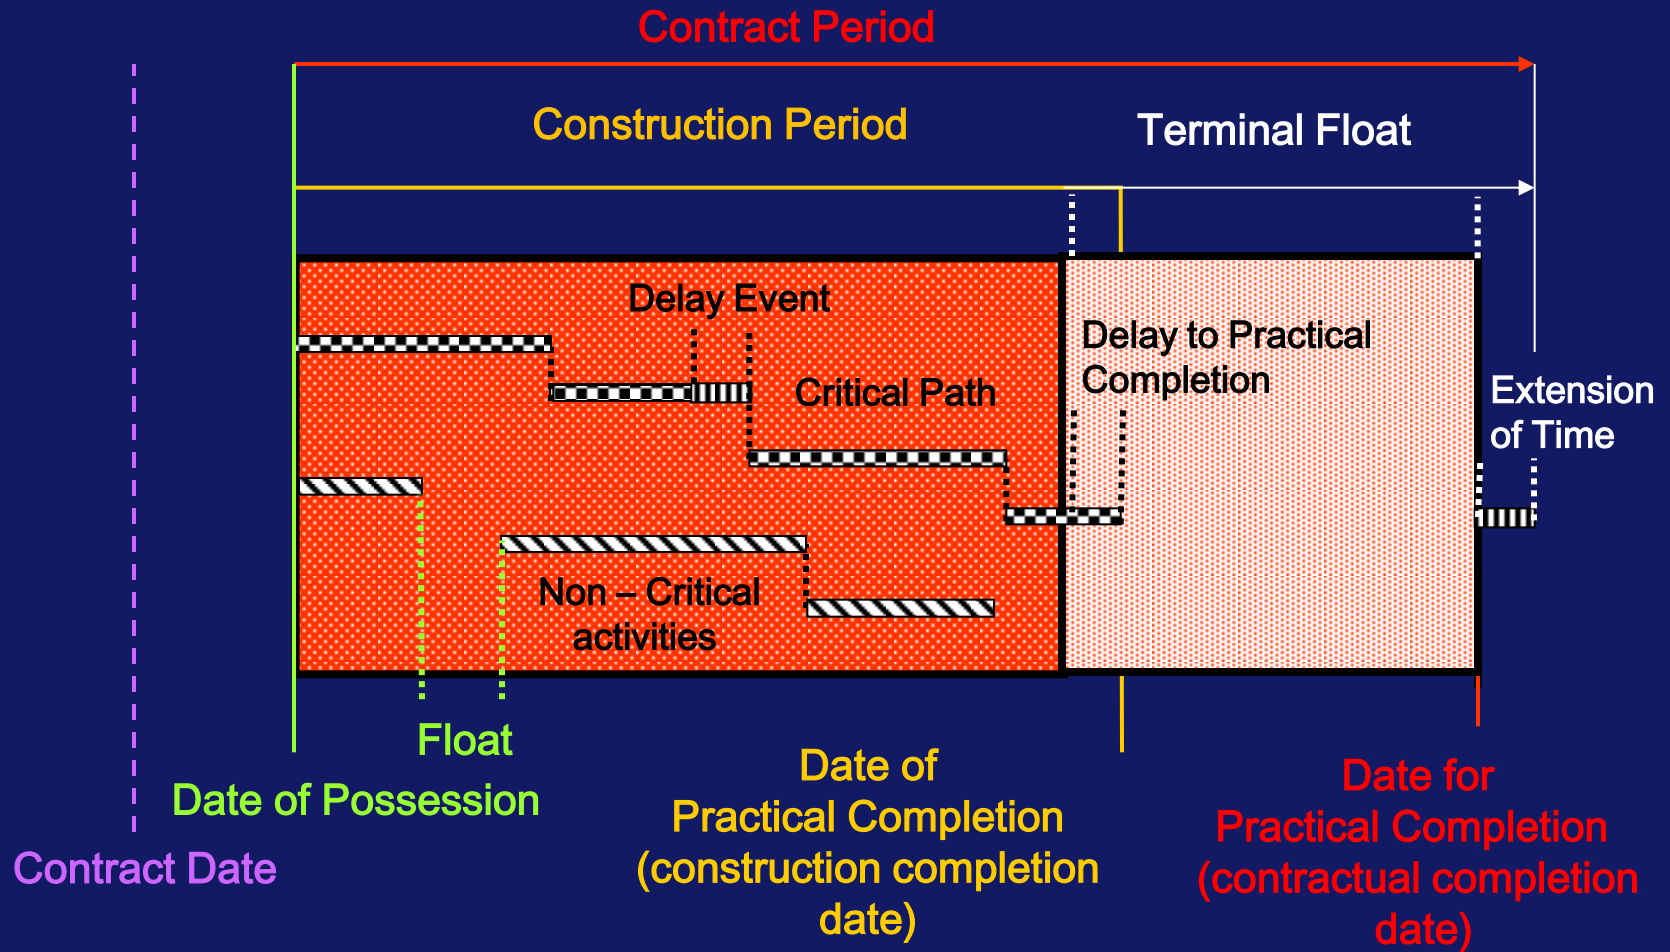 Contract Period
Construction Period
Terminal Float
Delay Event
Delay to Practical
Completion
Critical Path
Extension
of Time
Non – Critical
activities
Float
Date of Possession
Contract Date
Date of
Practical Completion
(construction completion
date)
Date for
Practical Completion
(contractual completion
date)